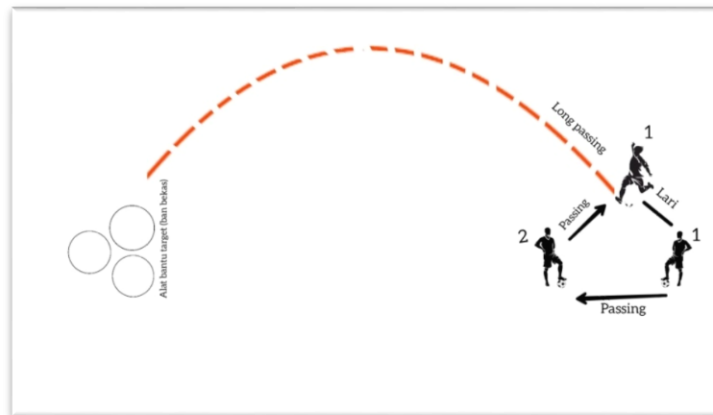 Long passing
1
Lari
Passing
2
1
Passing
Alat bantu target (ban bekas)